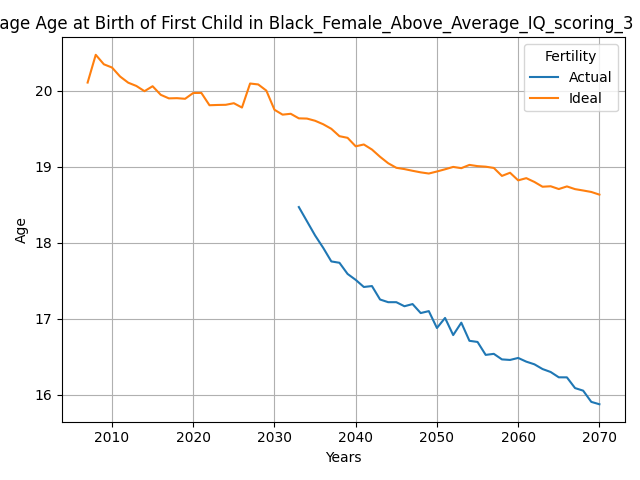 age Age at Birth of First Child in Black_Female_Above_Average_IQ_scoring_3
Fertility
Actual
Ideal
20
19
18
17
16
Age
2010 2020 2030 2040 2050 2060 2070
Years